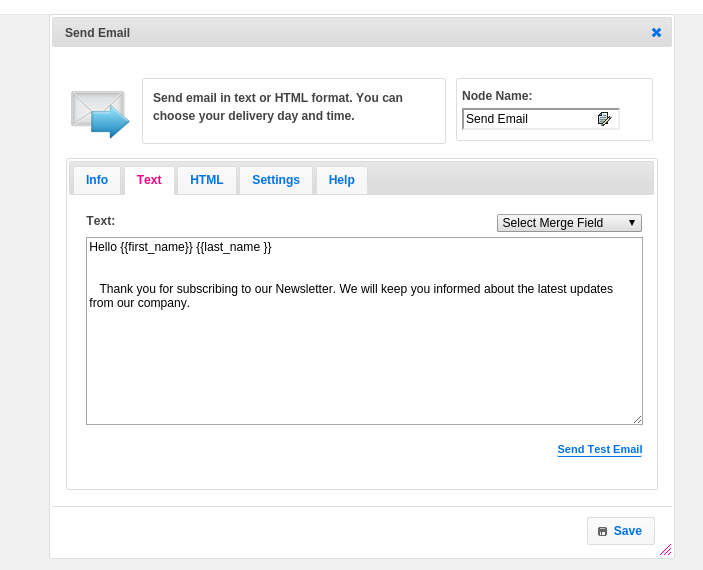 Send Email
Send email in text or HTML format. You can
choose your delivery day and time.
Node Name:
Send Email
Info
Text
HTML
Settings
Help
Text:
Select Merge Field
Hello {{first_name}} {{last_name }}
Thank you for subscribing to our Newsletter. We will keep you informed about the latest updates
from our company.
Send Test Email
Save